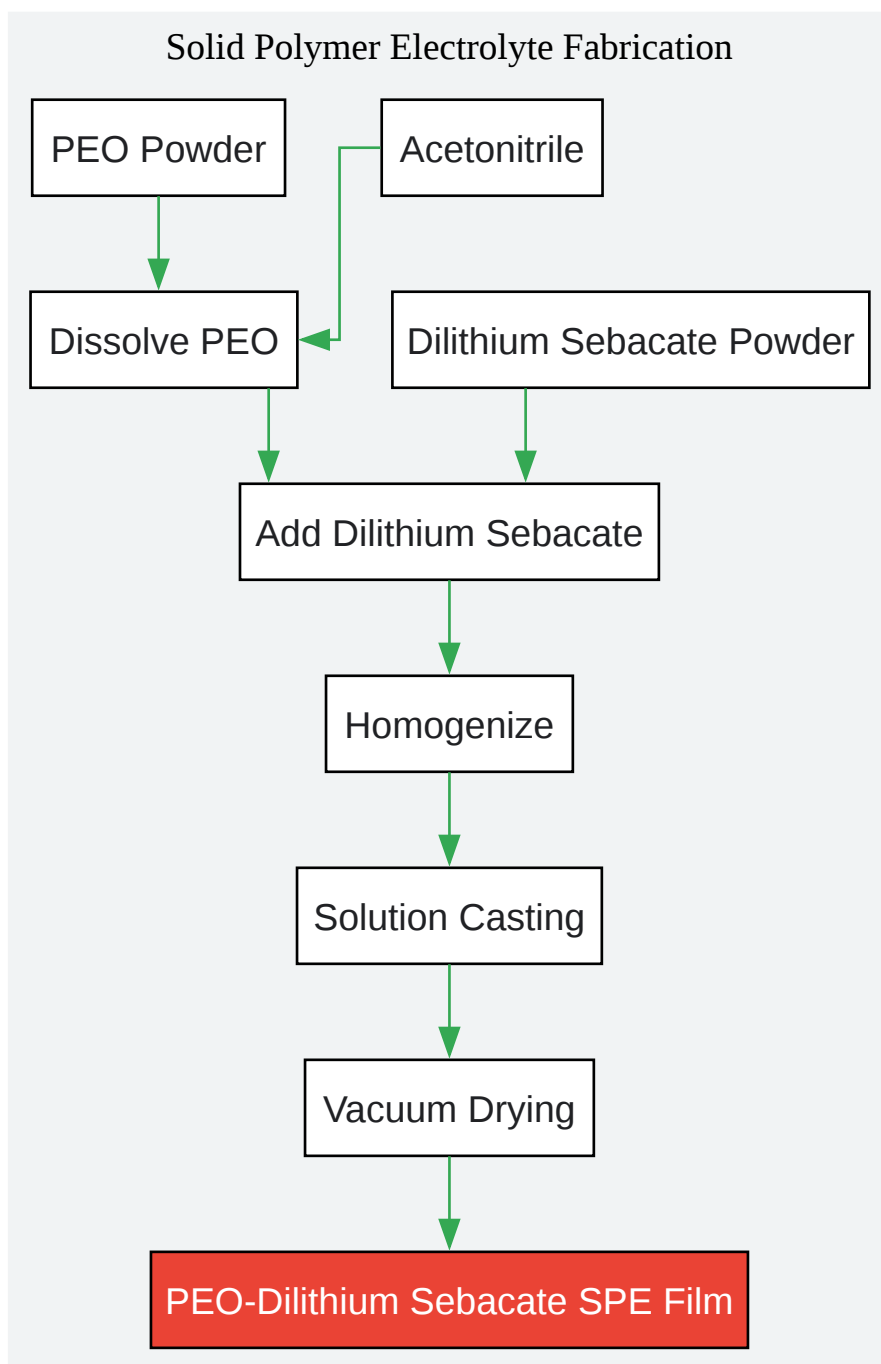 Solid Polymer Electrolyte Fabrication
PEO Powder
Acetonitrile
Dissolve PEO
Dilithium Sebacate Powder
Add Dilithium Sebacate
Homogenize
Solution Casting
Vacuum Drying
PEO-Dilithium Sebacate SPE Film